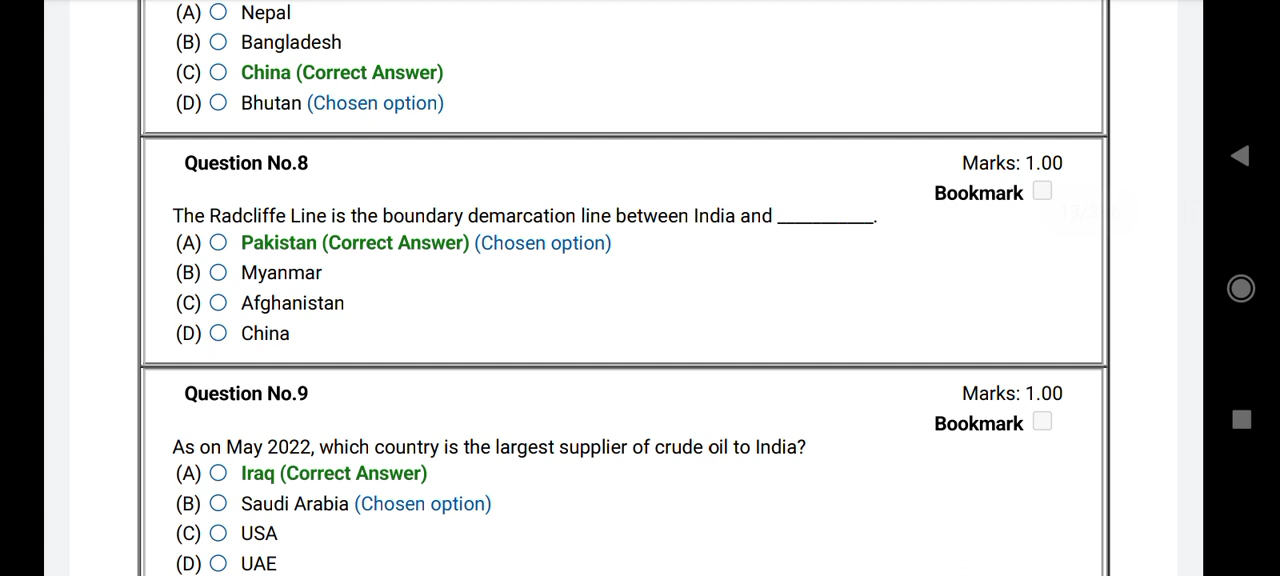 (A) Nepal
(B) Bangladesh
(C) China (Correct Answer)
(D) Bhutan (Chosen option)
Question No.8 Marks: 1.00
Bookmark
The Radcliffe Line is the boundary demarcation line between India and __________.
(A) Pakistan (Correct Answer) (Chosen option)
(B) Myanmar
(C) Afghanistan
(D) China
Question No.9 Marks: 1.00
Bookmark
As on May 2022, which country is the largest supplier of crude oil to India?
(A) Iraq (Correct Answer)
(B) Saudi Arabia (Chosen option)
(C) USA
(D) UAE